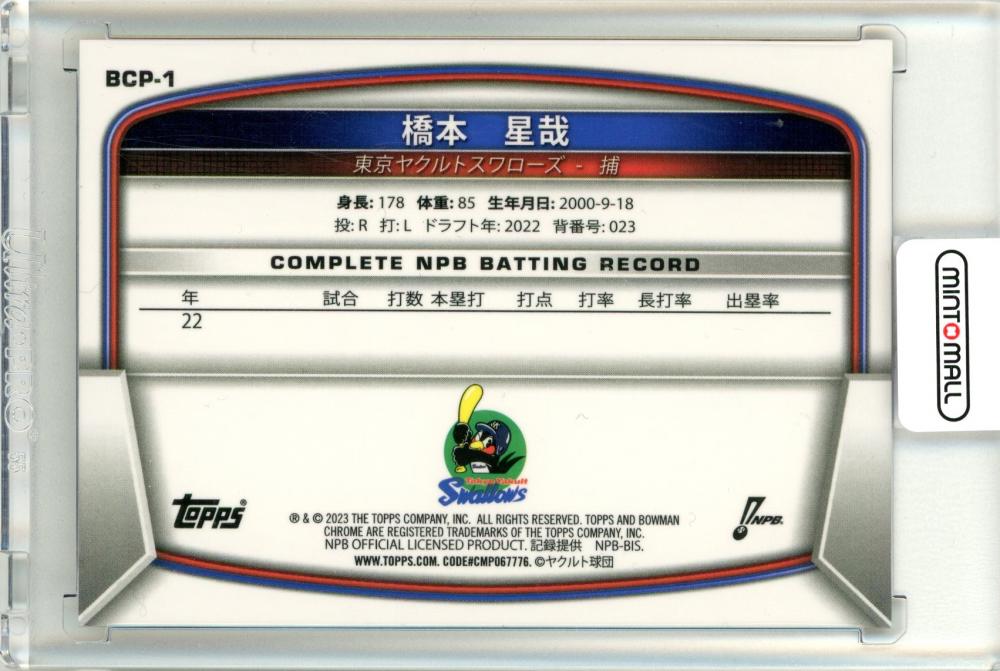 BCP-1
橋本 星哉
東京ヤクルトスワローズ - 捕
身長: 178 体重: 85 生年月日: 2000-9-18
投: R 打: L ドラフト年: 2022 背番号: 023
COMPLETE NPB BATTING RECORD
年 試合 打数 本塁打 打点 打率 長打率 出塁率
22
MINT MALL
Tokyo Yakult
Swallows
TOPPS®
NPB.
® & © 2023 THE TOPPS COMPANY, INC. ALL RIGHTS RESERVED. TOPPS AND BOWMAN
CHROME ARE REGISTERED TRADEMARKS OF THE TOPPS COMPANY, INC.
NPB OFFICIAL LICENSED PRODUCT. 記録提供 NPB-BIS.
WWW.TOPPS.COM. CODE#CMP067776. ©ヤクルト球団
Ultra PRO